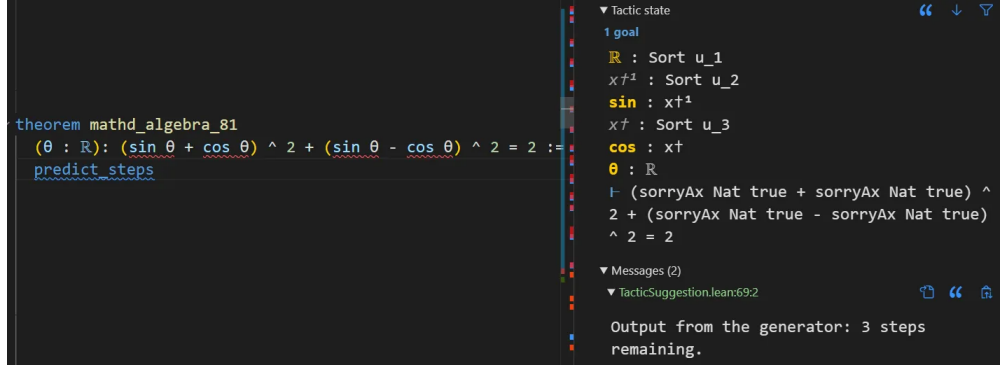 theorem mathd_algebra_81
(θ : ℝ): (sin θ + cos θ) ^ 2 + (sin θ - cos θ) ^ 2 = 2 :=
predict_steps
Tactic state
1 goal
ℝ : Sort u_1
x†¹ : Sort u_2
sin : x†¹
x† : Sort u_3
cos : x†
θ : ℝ
⊢ (sorryAx Nat true + sorryAx Nat true) ^
2 + (sorryAx Nat true - sorryAx Nat true)
^ 2 = 2
Messages (2)
TacticSuggestion.lean:69:2
Output from the generator: 3 steps
remaining.